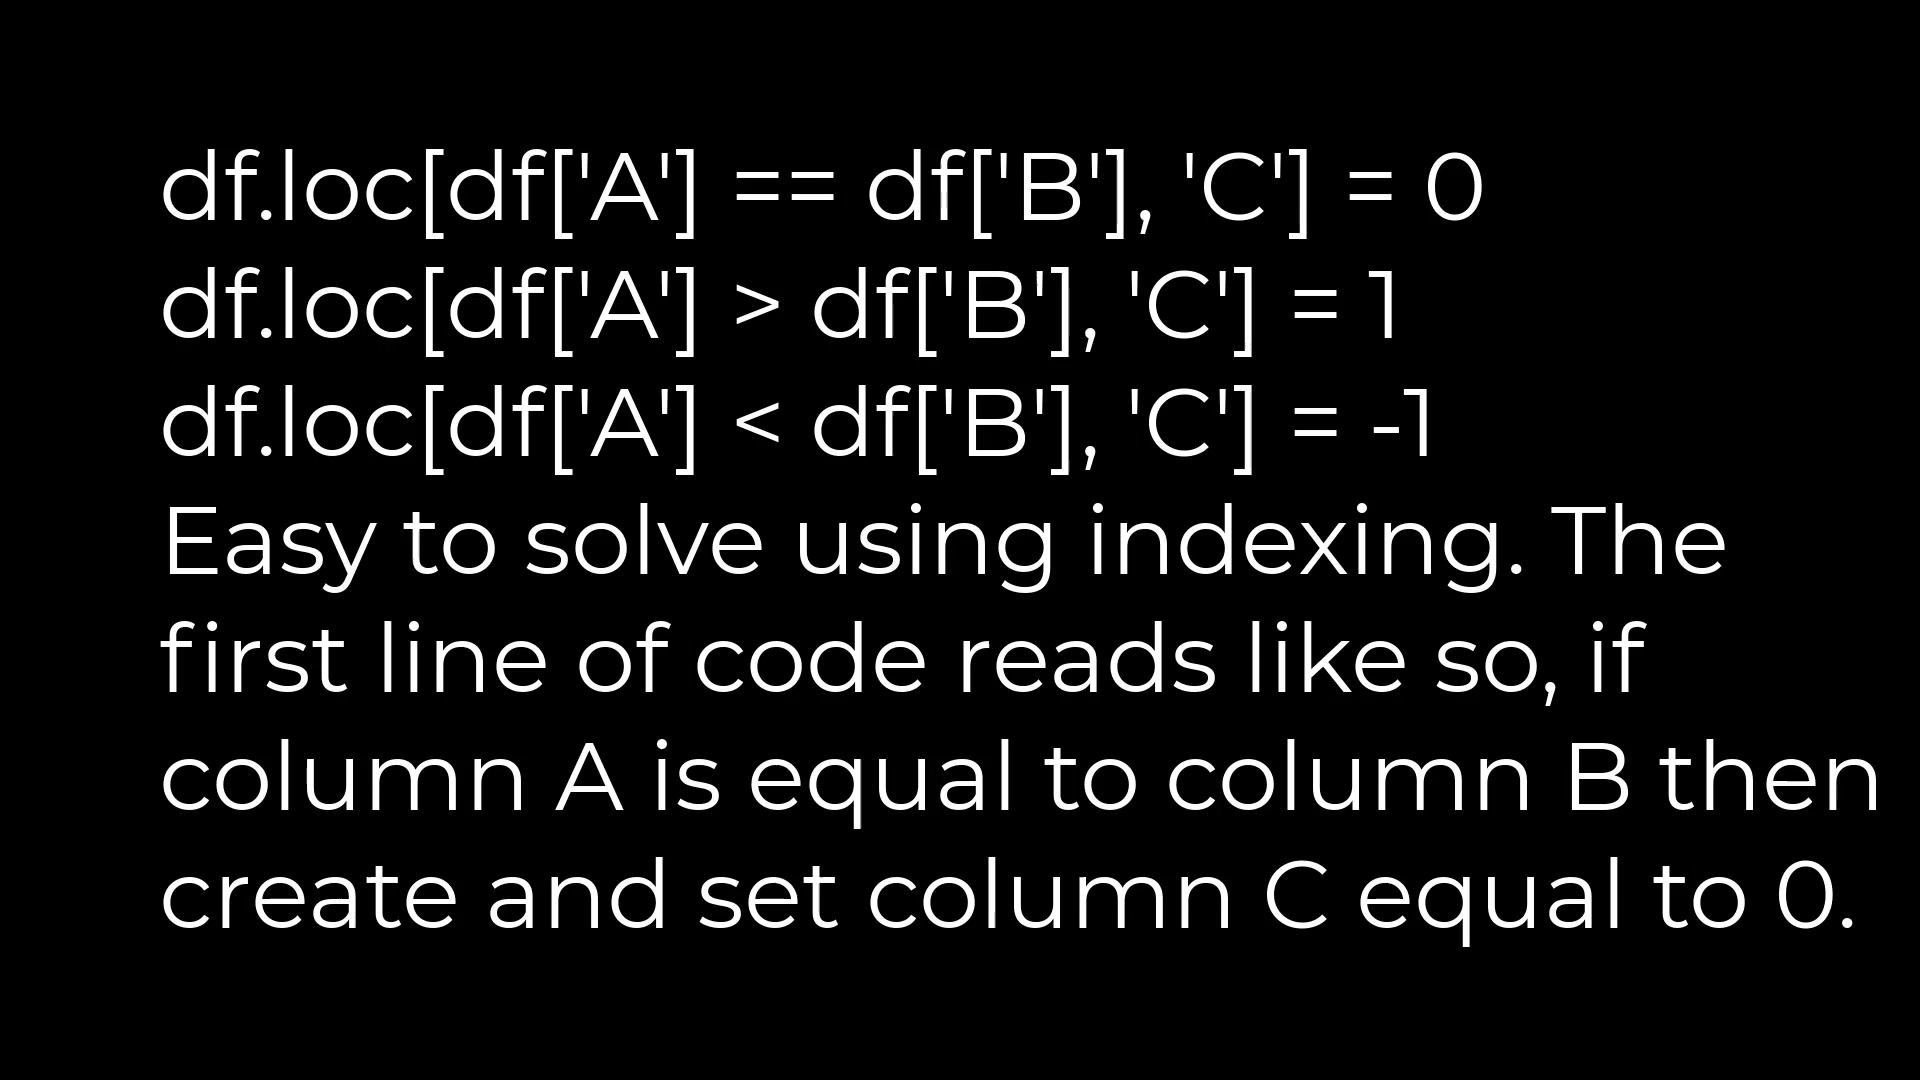 df.loc[df['A'] == df['B'], 'C'] = 0
df.loc[df['A'] > df['B'], 'C'] = 1
df.loc[df['A'] < df['B'], 'C'] = -1
Easy to solve using indexing. The
first line of code reads like so, if
column A is equal to column B then
create and set column C equal to 0.